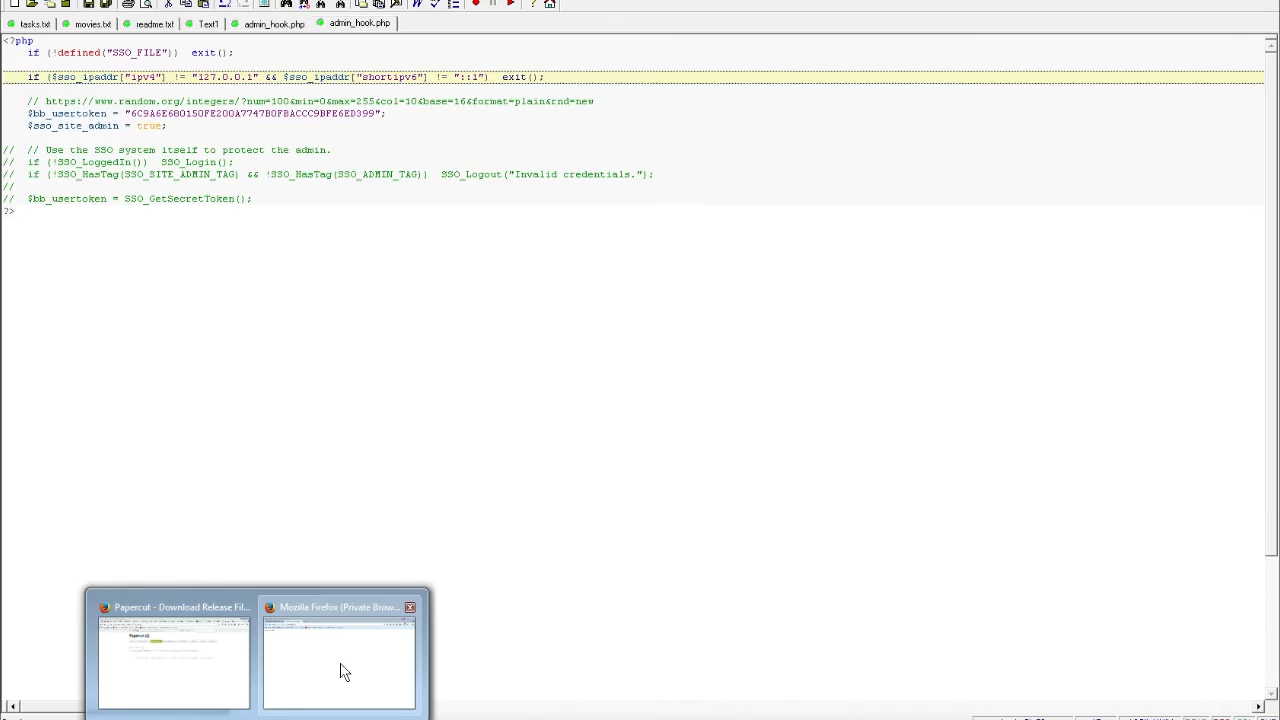 tasks.txt movies.txt readme.txt Text1 admin_hook.php admin_hook.php
<?php
if (!defined("SSO_FILE")) exit();
if ($sso_ipaddr["ipv4"] != "127.0.0.1" && $sso_ipaddr["shortipv6"] != "::1") exit();
// https://www.random.org/integers/?num=100&min=0&max=255&col=10&base=16&format=plain&rnd=new
$bb_usertoken = "6C9A6E680150FE200A7747B0FBACCC9BFE6ED399";
$sso_site_admin = true;
// // Use the SSO system itself to protect the admin.
// if (!SSO_LoggedIn()) SSO_Login();
// if (!SSO_HasTag(SSO_SITE_ADMIN_TAG) && !SSO_HasTag(SSO_ADMIN_TAG)) SSO_Logout("Invalid credentials.");
//
// $bb_usertoken = SSO_GetSecretToken();
?>
Papercut - Download Release Fil... Mozilla Firefox (Private Brow...
Papercut